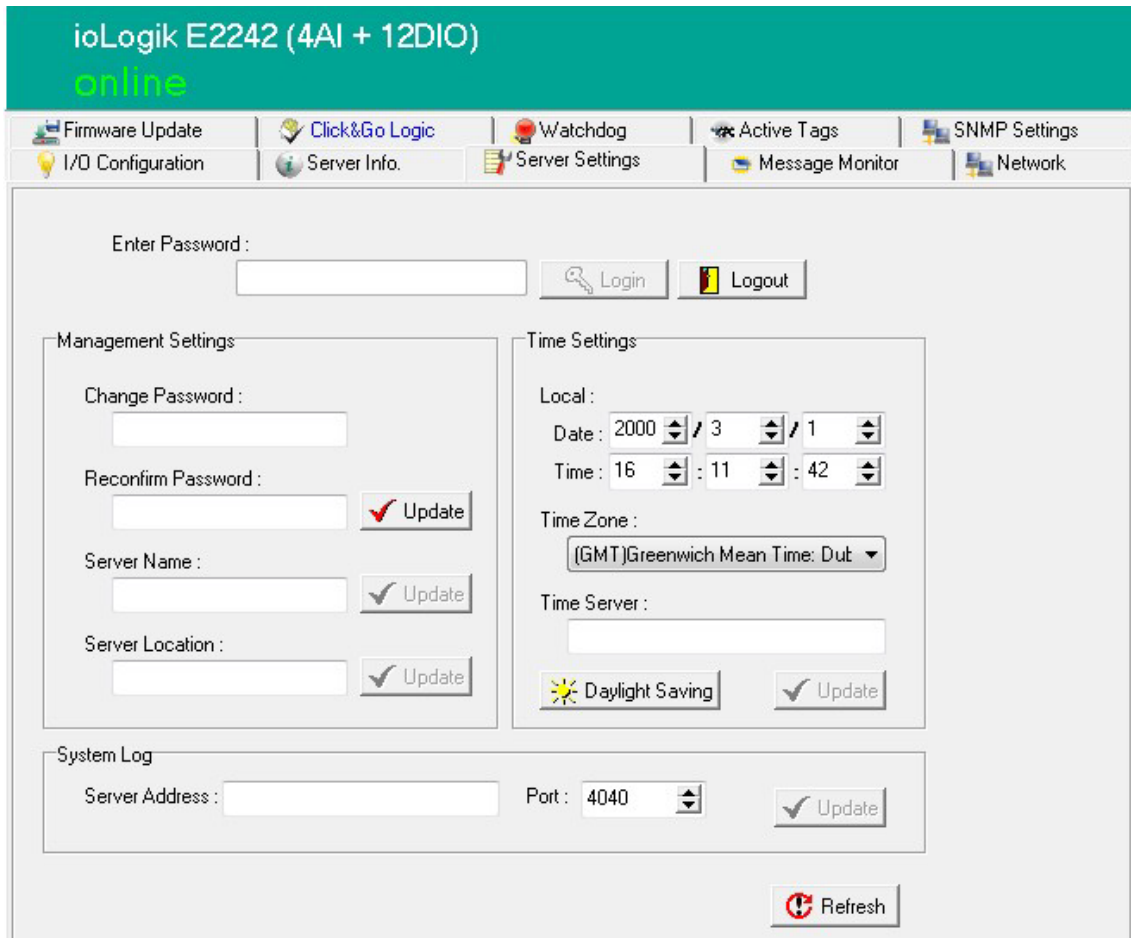 ioLogik E2242 (4AI + 12DIO)
online
Firmware Update Click&Go Logic Watchdog Active Tags SNMP Settings
I/O Configuration Server Info. Server Settings Message Monitor Network
Enter Password :
Login Logout
Management Settings
Change Password :
Reconfirm Password :
Update
Server Name :
Update
Server Location :
Update
Time Settings
Local :
Date : 2000 / 3 / 1
Time : 16 : 11 : 42
Time Zone :
(GMT)Greenwich Mean Time: Dub
Time Server :
Daylight Saving Update
System Log
Server Address : Port : 4040 Update
Refresh